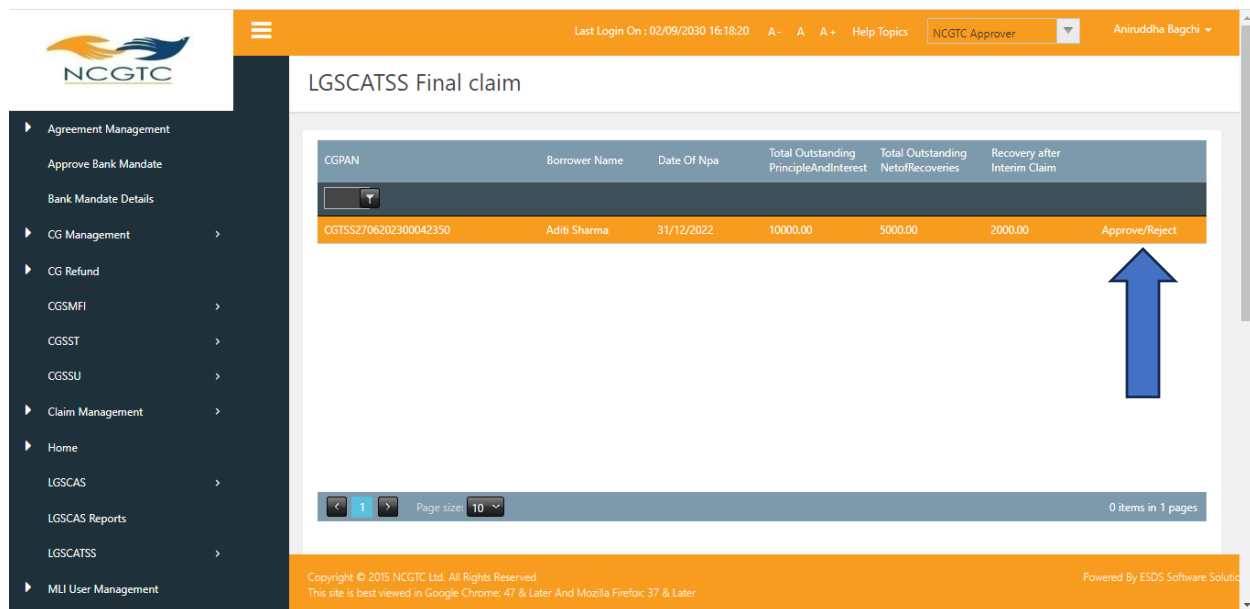 Last Login On : 02/09/2030 16:18:20 A- A A+ Help Topics NCGTC Approver Aniruddha Bagchi
NCGTC
LGSCATSS Final claim
Agreement Management
Approve Bank Mandate
Bank Mandate Details
CG Management
CG Refund
CGSMFI
CGSST
CGSSU
Claim Management
Home
LGSCAS
LGSCAS Reports
LGSCATSS
MLI User Management
CGPAN Borrower Name Date Of Npa Total Outstanding PrincipleAndInterest Total Outstanding NetofRecoveries Recovery after Interim Claim
CGTSS2706202300042350 Aditi Sharma 31/12/2022 10000.00 5000.00 2000.00 Approve/Reject
1 Page size: 10 0 items in 1 pages
Copyright © 2015 NCGTC Ltd. All Rights Reserved Powered By ESDS Software
This site is best viewed in Google Chrome: 47 & Later And Mozilla Firefox: 37 & Later